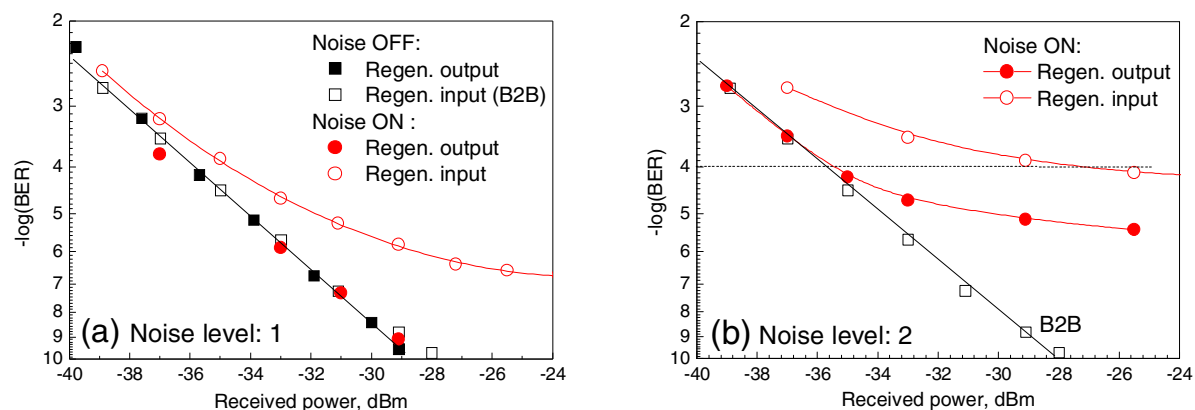 2
3
4
5
6
7
8
9
10
-log(BER)
-40 -38 -36 -34 -32 -30 -28 -26 -24
Received power, dBm
Noise OFF:
Regen. output
Regen. input (B2B)
Noise ON :
Regen. output
Regen. input
(a) Noise level: 1
2
3
4
5
6
7
8
9
10
-log(BER)
-40 -38 -36 -34 -32 -30 -28 -26 -24
Received power, dBm
Noise ON:
Regen. output
Regen. input
B2B
(b) Noise level: 2